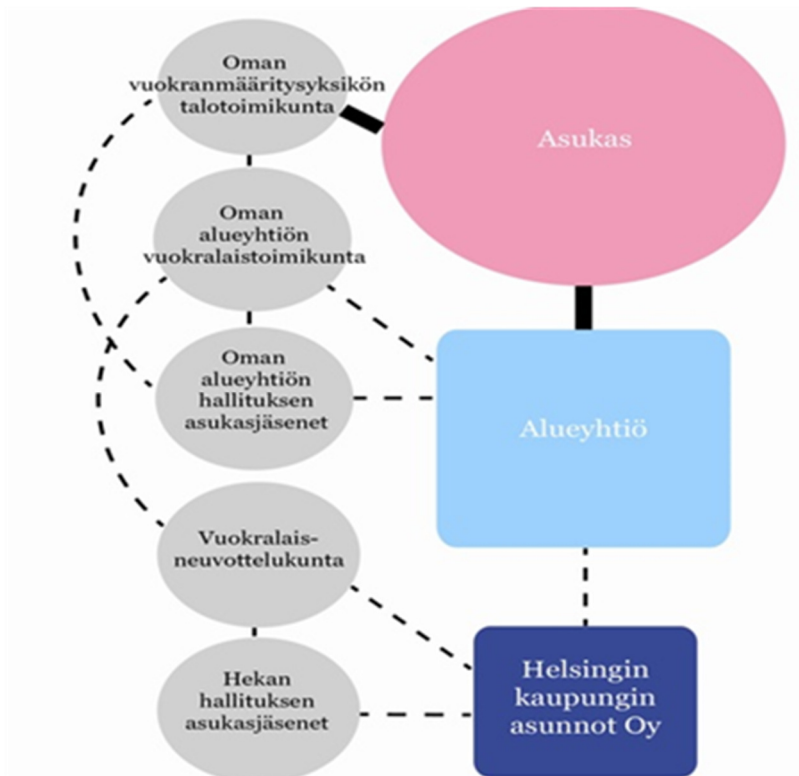 Oman
vuokranmääritysyksikön
talotoimikunta
Asukas
Oman
alueyhtiön
vuokralaistoimikunta
Oman
alueyhtiön
hallituksen
asukasjäsenet
Alueyhtiö
Vuokralais-
neuvottelukunta
Hekan
hallituksen
asukasjäsenet
Helsingin
kaupungin
asunnot Oy